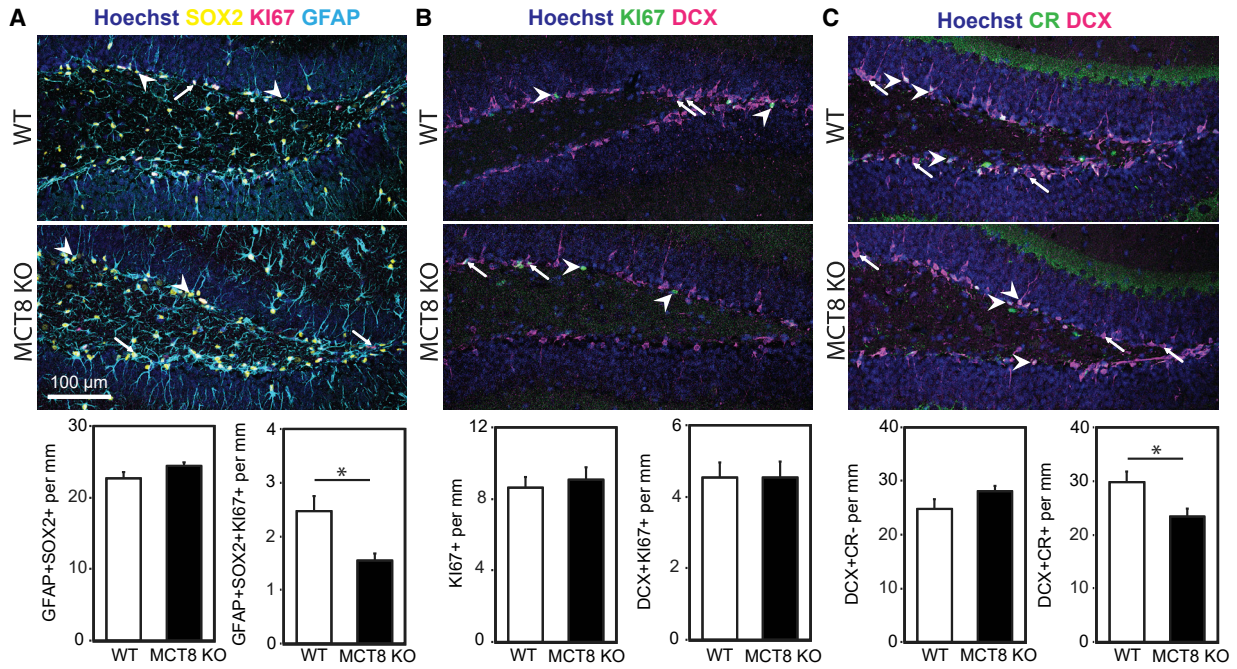 A Hoechst SOX2 KI67 GFAP
WT
MCT8 KO
100 µm
GFAP+SOX2+ per mm
30
20
10
0
WT MCT8 KO
GFAP+SOX2+KI67+ per mm
4
3
2
1
0
*
WT MCT8 KO
B Hoechst KI67 DCX
WT
MCT8 KO
KI67+ per mm
12
8
4
0
WT MCT8 KO
DCX+KI67+ per mm
6
4
2
0
WT MCT8 KO
C Hoechst CR DCX
WT
MCT8 KO
DCX+CR- per mm
40
30
20
10
0
WT MCT8 KO
DCX+CR+ per mm
40
30
20
10
0
*
WT MCT8 KO